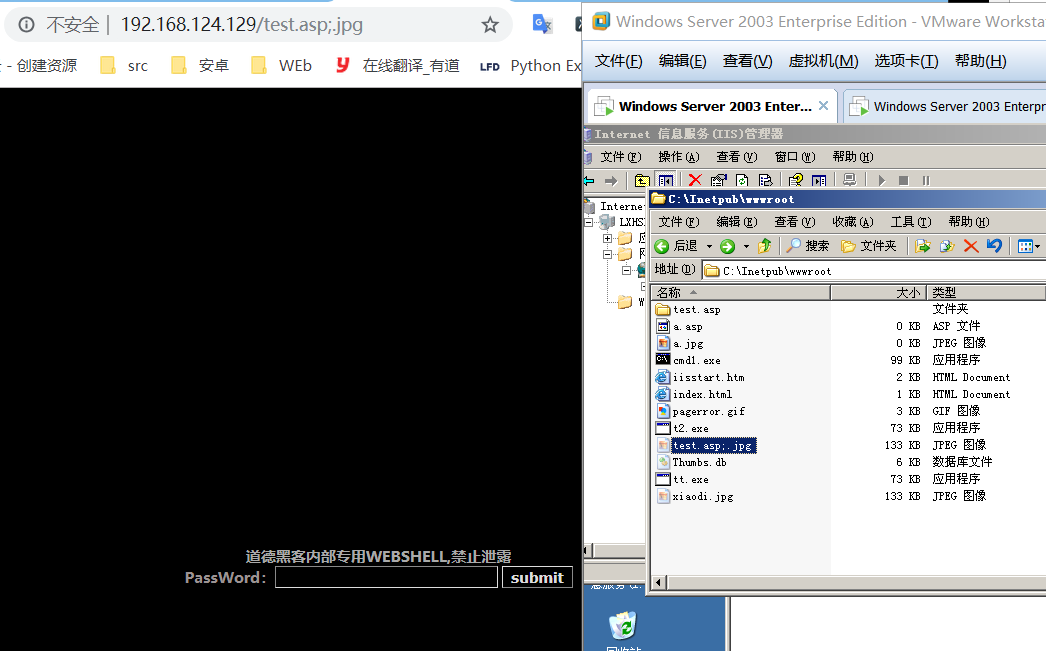 不安全 | 192.168.124.129/test.asp;.jpg
- 创建资源 src 安卓 WEb 在线翻译_有道 LFD Python Ex
道德黑客内部专用WEBSHELL,禁止泄露
PassWord: submit
Windows Server 2003 Enterprise Edition - VMware Worksta
文件(F) 编辑(E) 查看(V) 虚拟机(M) 选项卡(T) 帮助(H)
Windows Server 2003 Enter... Windows Server 2003 Enterpr
Internet 信息服务(IIS)管理器
文件(F) 操作(A) 查看(V) 窗口(W) 帮助(H)
Interne
LXHS
C:\Inetpub\wwwroot
文件(F) 编辑(E) 查看(V) 收藏(A) 工具(T) 帮助(H)
后退 搜索 文件夹
地址(D) C:\Inetpub\wwwroot
名称 大小 类型
test.asp 文件夹
a.asp 0 KB ASP 文件
a.jpg 0 KB JPEG 图像
cmd1.exe 99 KB 应用程序
iisstart.htm 2 KB HTML Document
index.html 1 KB HTML Document
pagerror.gif 3 KB GIF 图像
t2.exe 73 KB 应用程序
test.asp;.jpg 133 KB JPEG 图像
Thumbs.db 6 KB 数据库文件
tt.exe 73 KB 应用程序
xiaodi.jpg 133 KB JPEG 图像